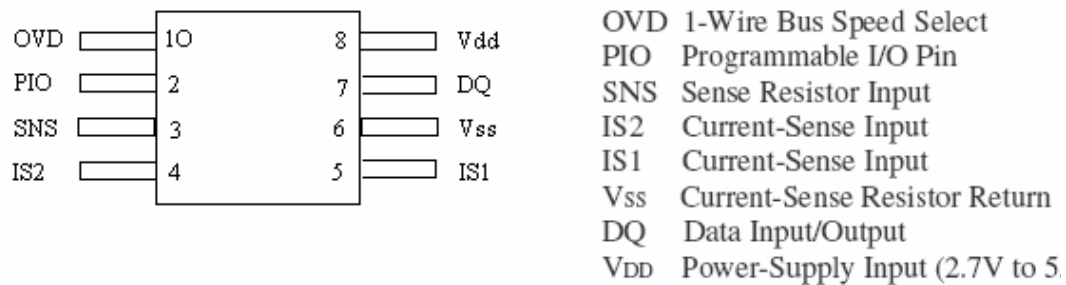 OVD 1O 8 Vdd
PIO 2 7 DQ
SNS 3 6 Vss
IS2 4 5 IS1
OVD 1-Wire Bus Speed Select
PIO Programmable I/O Pin
SNS Sense Resistor Input
IS2 Current-Sense Input
IS1 Current-Sense Input
Vss Current-Sense Resistor Return
DQ Data Input/Output
VDD Power-Supply Input (2.7V to 5.